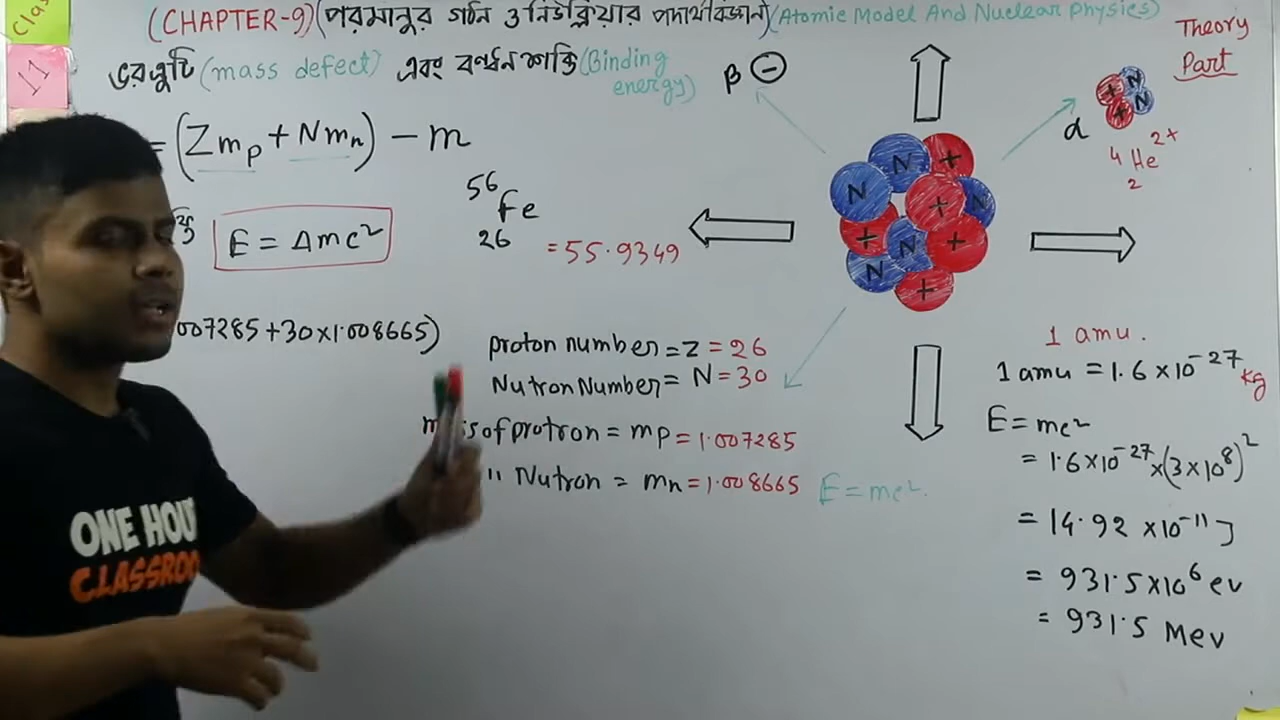 (CHAPTER-9)(পরমানুর গঠন ও নিউক্লিয়ার পদার্থবিজ্ঞান)(Atomic Model And Nuclear Physics)
Theory
Part
11
ভরত্রুটি (mass defect) এবং বন্ধন শক্তি (Binding energy)
β −
α
4 He 2+
2
N + N + N + N + N +
+ N N +
= (Zmp + Nmn) − m
E = Δmc²
56
Fe
26
= 55.9349
007285 + 30 × 1.008665)
proton number = Z = 26
Nutron Number = N = 30
of protron = mp = 1.007285
" Nutron = mn = 1.008665
E = mc².
1 amu.
1 amu = 1.6 × 10⁻²⁷ kg
E = mc²
= 1.6 × 10⁻²⁷ × (3 × 10⁸)²
= 14.92 × 10⁻¹¹ J
= 931.5 × 10⁶ ev
= 931.5 Mev
ONE HOU
CLASSROO